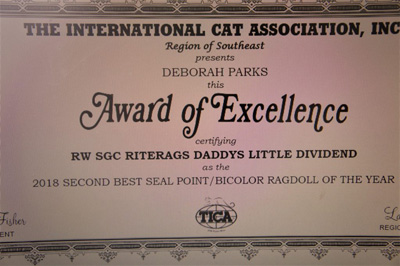 THE INTERNATIONAL CAT ASSOCIATION, INC
Region of Southeast
presents
DEBORAH PARKS
this
Award of Excellence
certifying
RW SGC RITERAGS DADDYS LITTLE DIVIDEND
as the
2018 SECOND BEST SEAL POINT/BICOLOR RAGDOLL OF THE YEAR
TICA
Fisher
ENT
REGIO